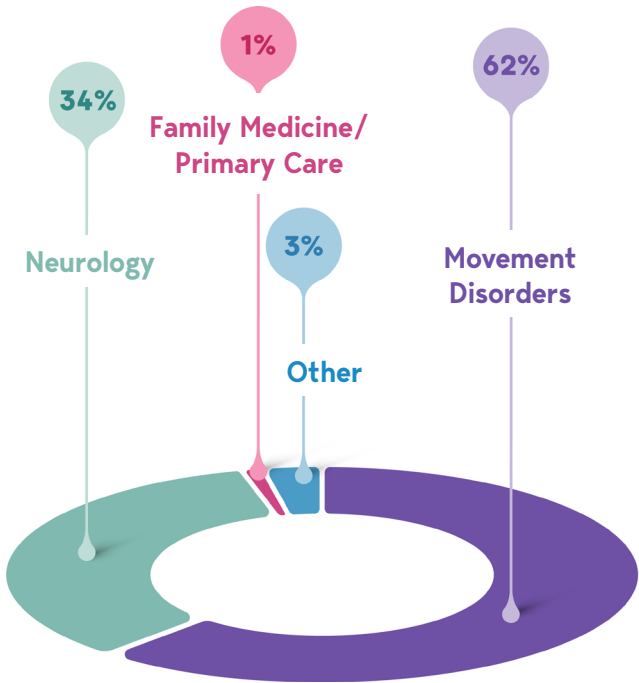 34%
Neurology
1%
Family Medicine/
Primary Care
3%
Other
62%
Movement
Disorders